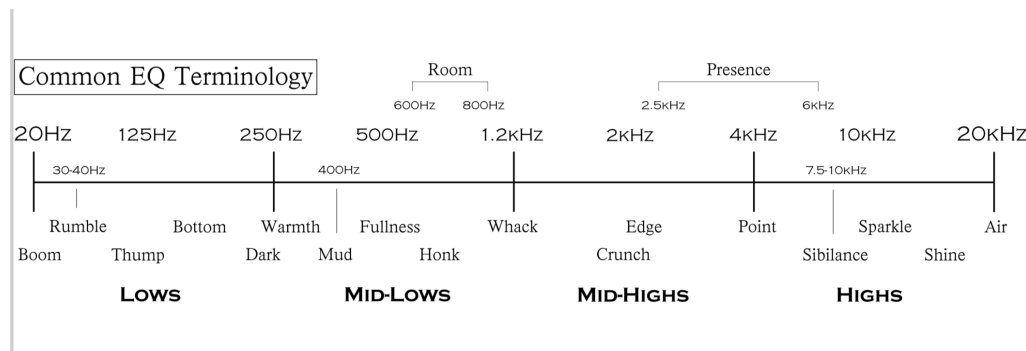 Common EQ Terminology
Room
Presence
600Hz 800Hz 2.5kHz 6kHz
20Hz 125Hz 250Hz 500Hz 1.2kHz 2kHz 4kHz 10kHz 20kHz
30-40Hz 400Hz 7.5-10kHz
Rumble Bottom Warmth Fullness Whack Edge Point Sparkle Air
Boom Thump Dark Mud Honk Crunch Sibilance Shine
Lows Mid-Lows Mid-Highs Highs